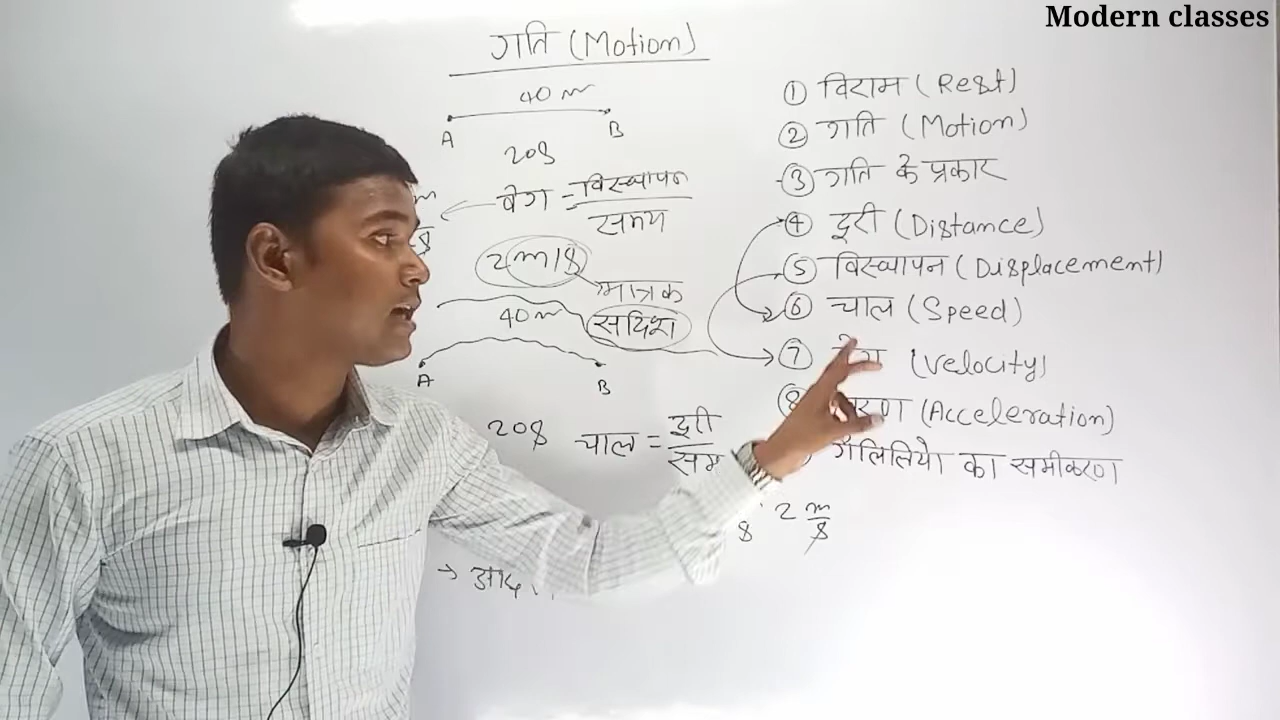 Modern classes
गति (Motion)
40 m
A B
20s
वेग = विस्थापन
समय
m
s
2 m/s
मात्रक
सदिश
40 m
A B
20s चाल = दूरी
सम
s 2 m
s
① विराम (Rest)
② गति (Motion)
③ गति के प्रकार
④ दूरी (Distance)
⑤ विस्थापन (Displacement)
⑥ चाल (Speed)
⑦ (Velocity)
⑧ (Acceleration)
गैलिलियो का समीकरण